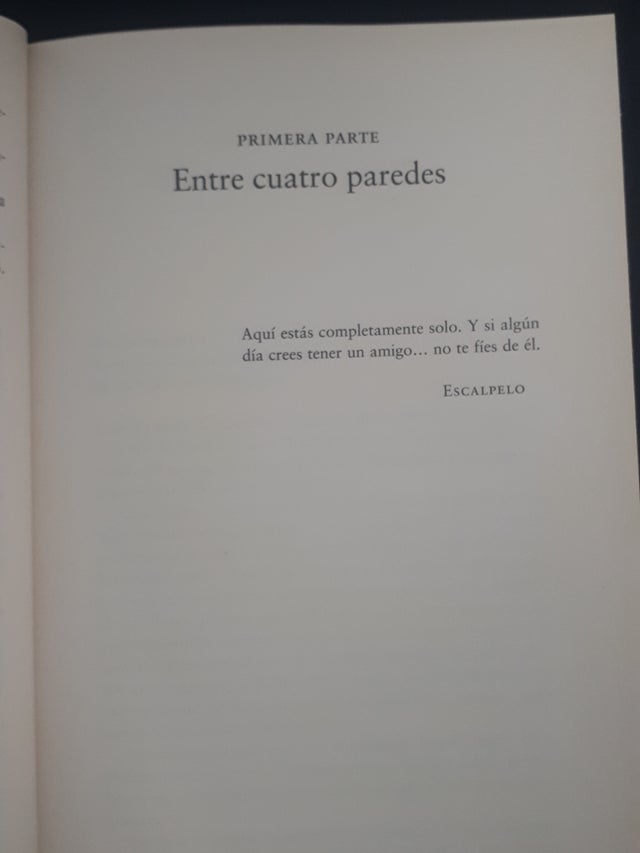 PRIMERA PARTE
Entre cuatro paredes
Aquí estás completamente solo. Y si algún
día crees tener un amigo... no te fíes de él.
ESCALPELO